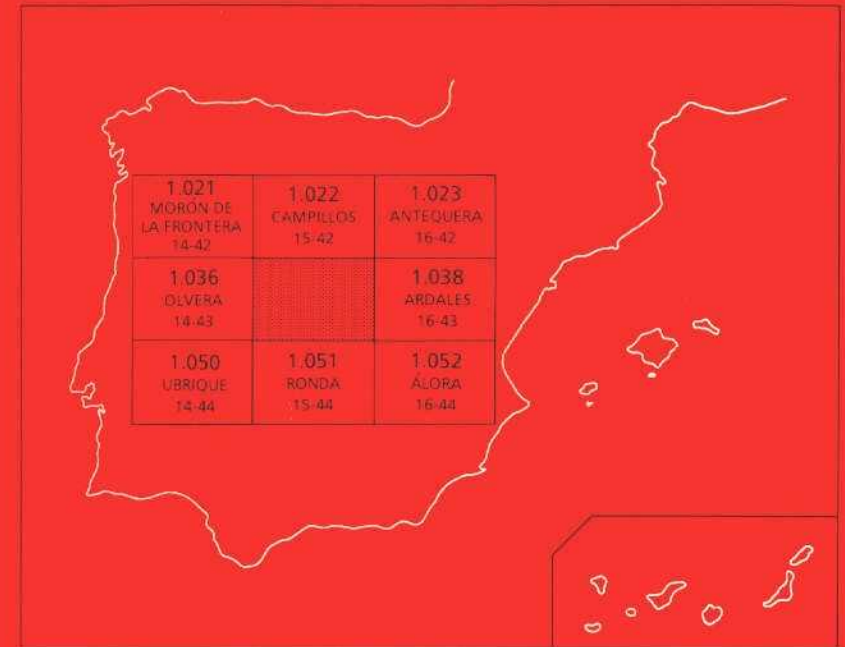 1.021
MORÓN DE
LA FRONTERA
14-42
1.022
CAMPILLOS
15-42
1.023
ANTEQUERA
16-42
1.036
OLVERA
14-43
1.038
ARDALES
16-43
1.050
UBRIQUE
14-44
1.051
RONDA
15-44
1.052
ÁLORA
16-44